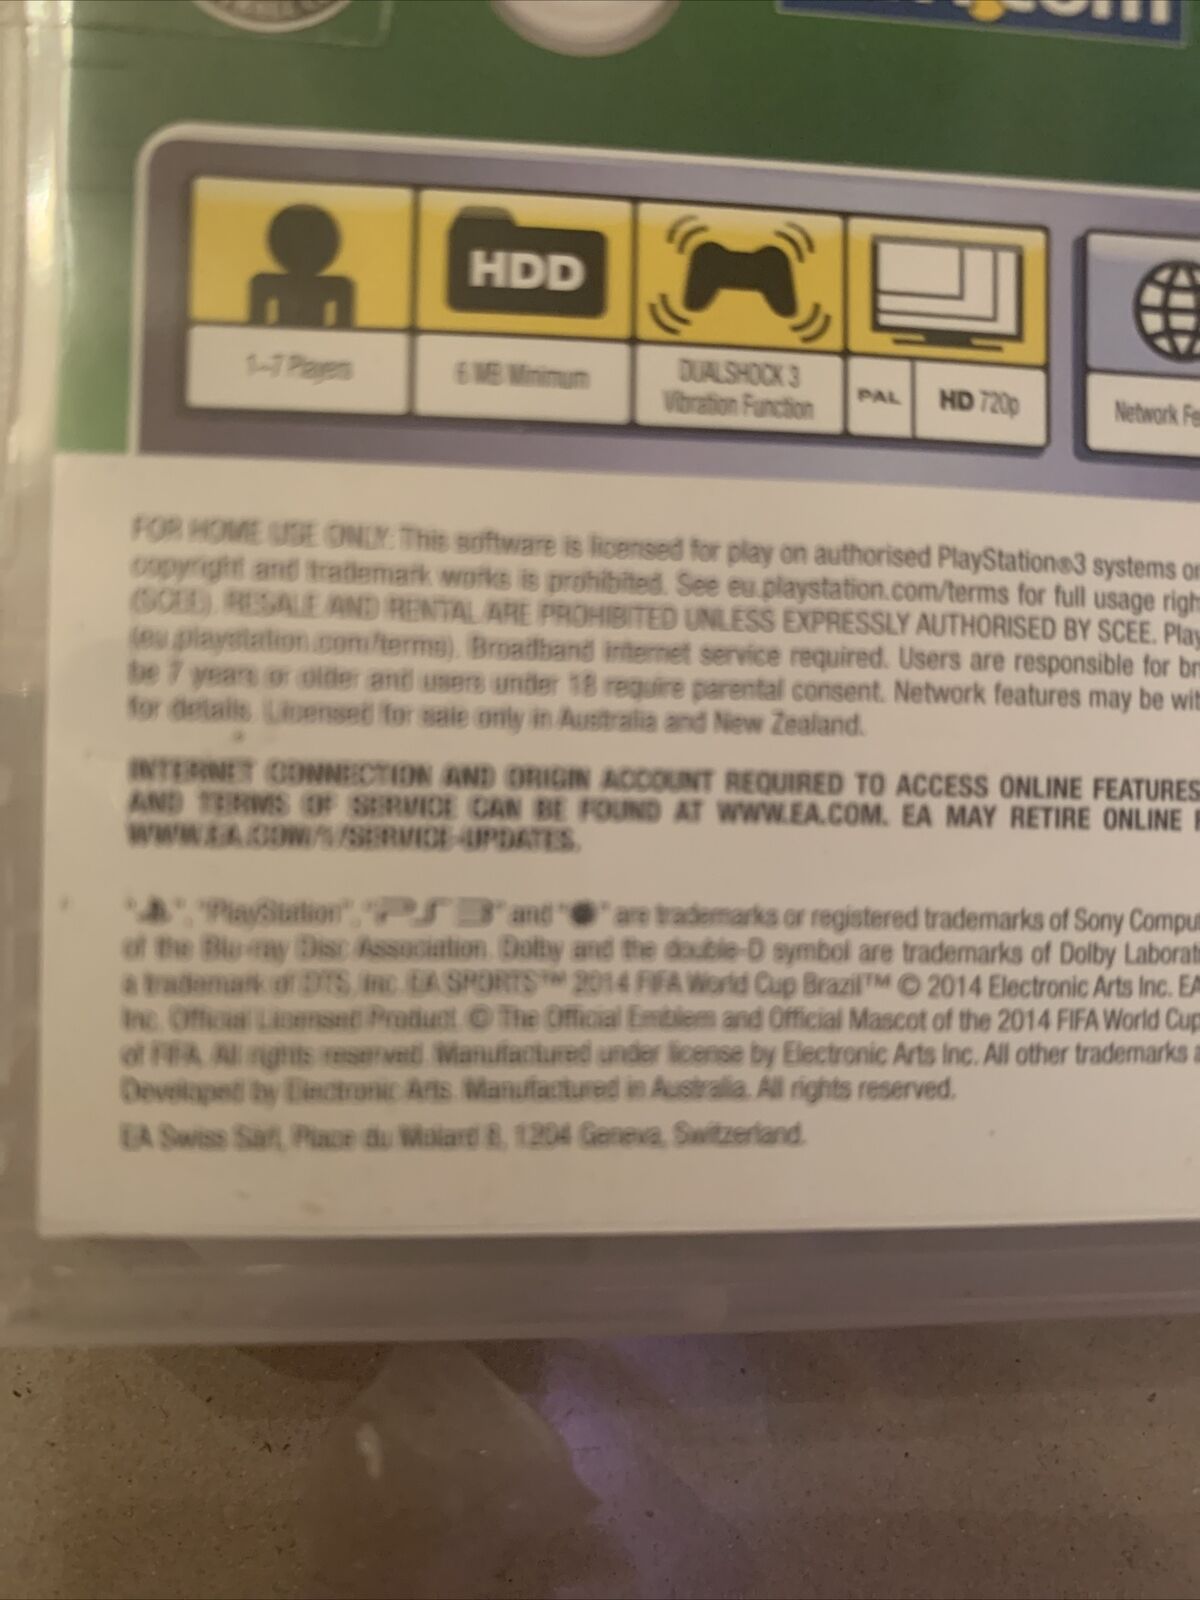 .com
HDD
1-7 Players
6 MB Minimum
DUALSHOCK 3
Vibration Function
PAL
HD 720p
Network Fe
FOR HOME USE ONLY: This software is licensed for play on authorised PlayStation®3 systems on
copyright and trademark works is prohibited. See eu.playstation.com/terms for full usage righ
(SCEE). RESALE AND RENTAL ARE PROHIBITED UNLESS EXPRESSLY AUTHORISED BY SCEE. Play
(eu.playstation.com/terms). Broadband internet service required. Users are responsible for br
be 7 years or older and users under 18 require parental consent. Network features may be wit
for details. Licensed for sale only in Australia and New Zealand.
INTERNET CONNECTION AND ORIGIN ACCOUNT REQUIRED TO ACCESS ONLINE FEATURES
AND TERMS OF SERVICE CAN BE FOUND AT WWW.EA.COM. EA MAY RETIRE ONLINE F
WWW.EA.COM/1/SERVICE-UPDATES.
"PlayStation", "PS3" and " " are trademarks or registered trademarks of Sony Compu
of the Blu-ray Disc Association. Dolby and the double-D symbol are trademarks of Dolby Laborat
a trademark of DTS, Inc. EA SPORTS™ 2014 FIFA World Cup Brazil™ © 2014 Electronic Arts Inc. EA
Inc. Official Licensed Product. © The Official Emblem and Official Mascot of the 2014 FIFA World Cup
of FIFA. All rights reserved. Manufactured under license by Electronic Arts Inc. All other trademarks a
Developed by Electronic Arts. Manufactured in Australia. All rights reserved.
EA Swiss Sàrl, Place du Molard 8, 1204 Geneva, Switzerland.